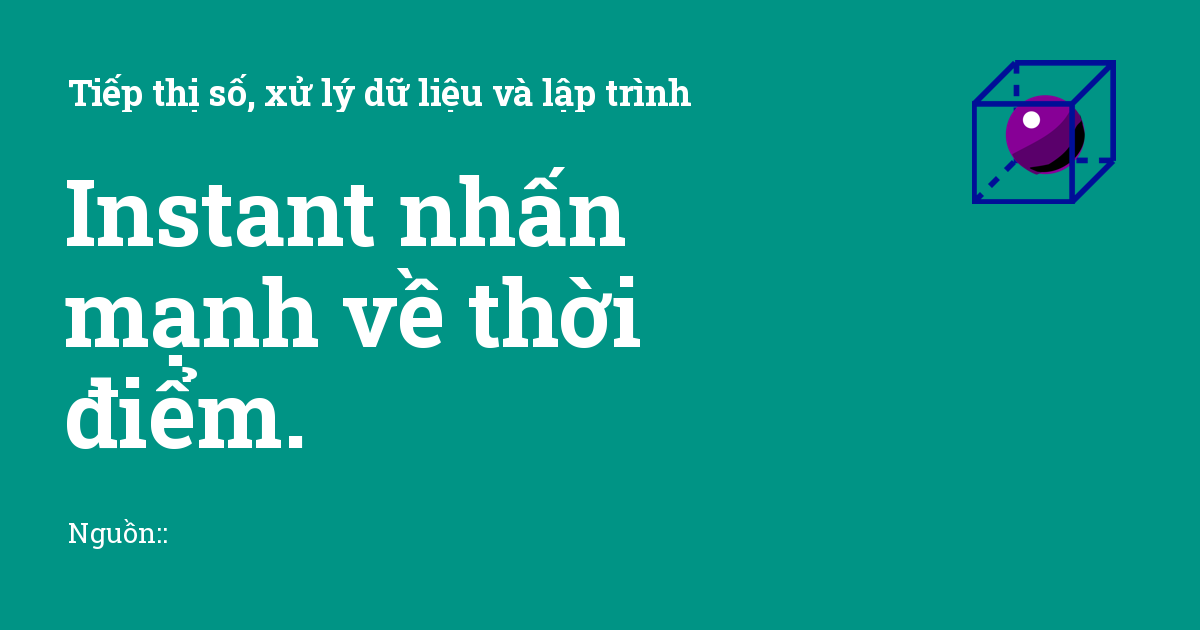 Tiếp thị số, xử lý dữ liệu và lập trình
Instant nhấn
mạnh về thời
điểm.
Nguồn::